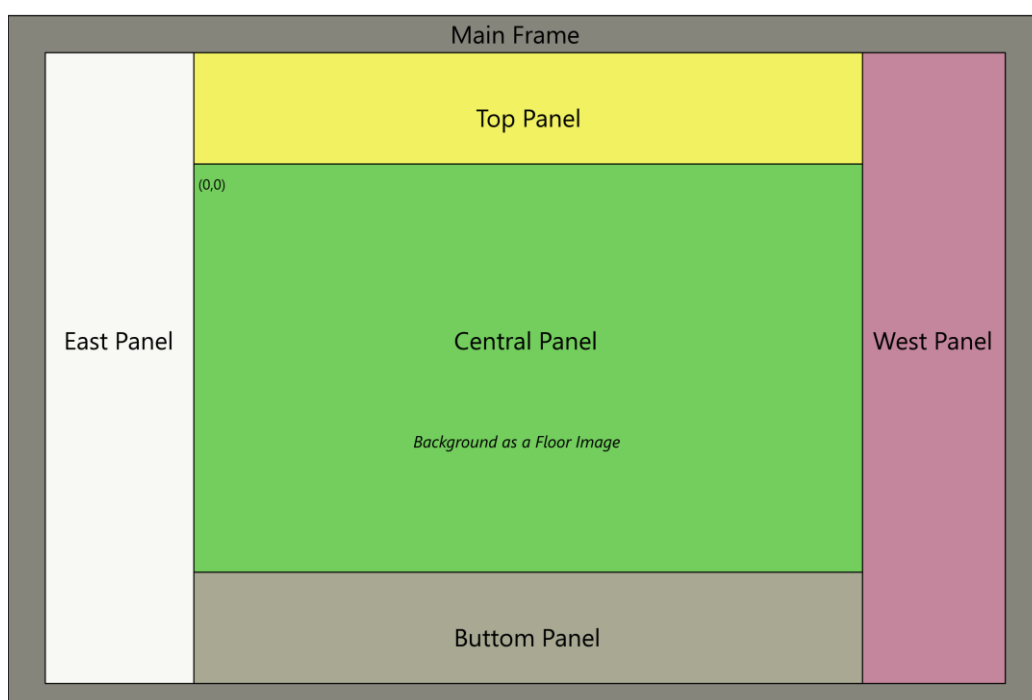 Main Frame
Top Panel
(0,0)
East Panel
Central Panel
West Panel
Background as a Floor Image
Buttom Panel